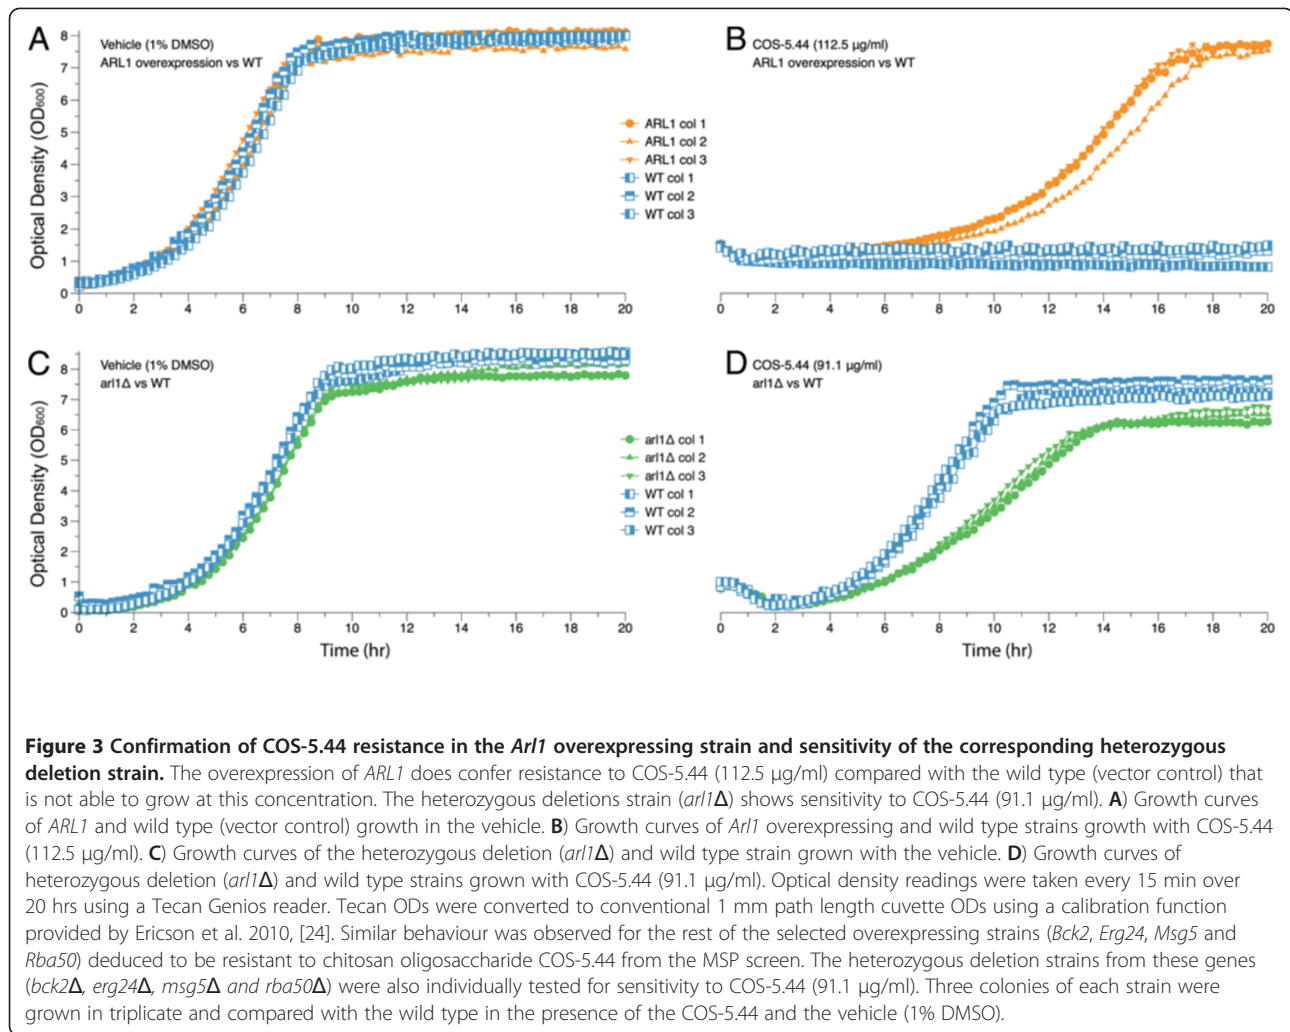 A
Vehicle (1% DMSO)
ARL1 overexpression vs WT
Optical Density (OD600)
8
7
6
5
4
3
2
1
0
0 2 4 6 8 10 12 14 16 18 20
ARL1 col 1
ARL1 col 2
ARL1 col 3
WT col 1
WT col 2
WT col 3
B
COS-5.44 (112.5 µg/ml)
ARL1 overexpression vs WT
0 2 4 6 8 10 12 14 16 18 20
C
Vehicle (1% DMSO)
arl1Δ vs WT
Optical Density (OD600)
8
7
6
5
4
3
2
1
0
0 2 4 6 8 10 12 14 16 18 20
Time (hr)
arl1Δ col 1
arl1Δ col 2
arl1Δ col 3
WT col 1
WT col 2
WT col 3
D
COS-5.44 (91.1 µg/ml)
arl1Δ vs WT
0 2 4 6 8 10 12 14 16 18 20
Time (hr)
Figure 3 Confirmation of COS-5.44 resistance in the Arl1 overexpressing strain and sensitivity of the corresponding heterozygous
deletion strain. The overexpression of ARL1 does confer resistance to COS-5.44 (112.5 µg/ml) compared with the wild type (vector control) that
is not able to grow at this concentration. The heterozygous deletions strain (arl1Δ) shows sensitivity to COS-5.44 (91.1 µg/ml). A) Growth curves
of ARL1 and wild type (vector control) growth in the vehicle. B) Growth curves of Arl1 overexpressing and wild type strains growth with COS-5.44
(112.5 µg/ml). C) Growth curves of the heterozygous deletion (arl1Δ) and wild type strain grown with the vehicle. D) Growth curves of
heterozygous deletion (arl1Δ) and wild type strains grown with COS-5.44 (91.1 µg/ml). Optical density readings were taken every 15 min over
20 hrs using a Tecan Genios reader. Tecan ODs were converted to conventional 1 mm path length cuvette ODs using a calibration function
provided by Ericson et al. 2010, [24]. Similar behaviour was observed for the rest of the selected overexpressing strains (Bck2, Erg24, Msg5 and
Rba50) deduced to be resistant to chitosan oligosaccharide COS-5.44 from the MSP screen. The heterozygous deletion strains from these genes
(bck2Δ, erg24Δ, msg5Δ and rba50Δ) were also individually tested for sensitivity to COS-5.44 (91.1 µg/ml). Three colonies of each strain were
grown in triplicate and compared with the wild type in the presence of the COS-5.44 and the vehicle (1% DMSO).